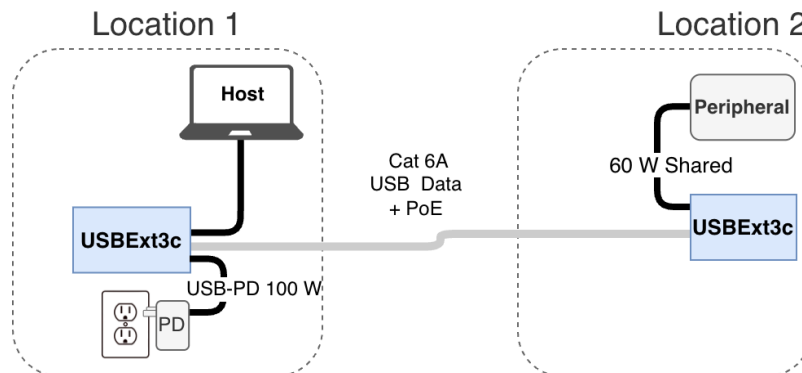 Location 1
Location 2
Host
Peripheral
Cat 6A
USB Data
+ PoE
60 W Shared
USBExt3c
USBExt3c
USB-PD 100 W
PD